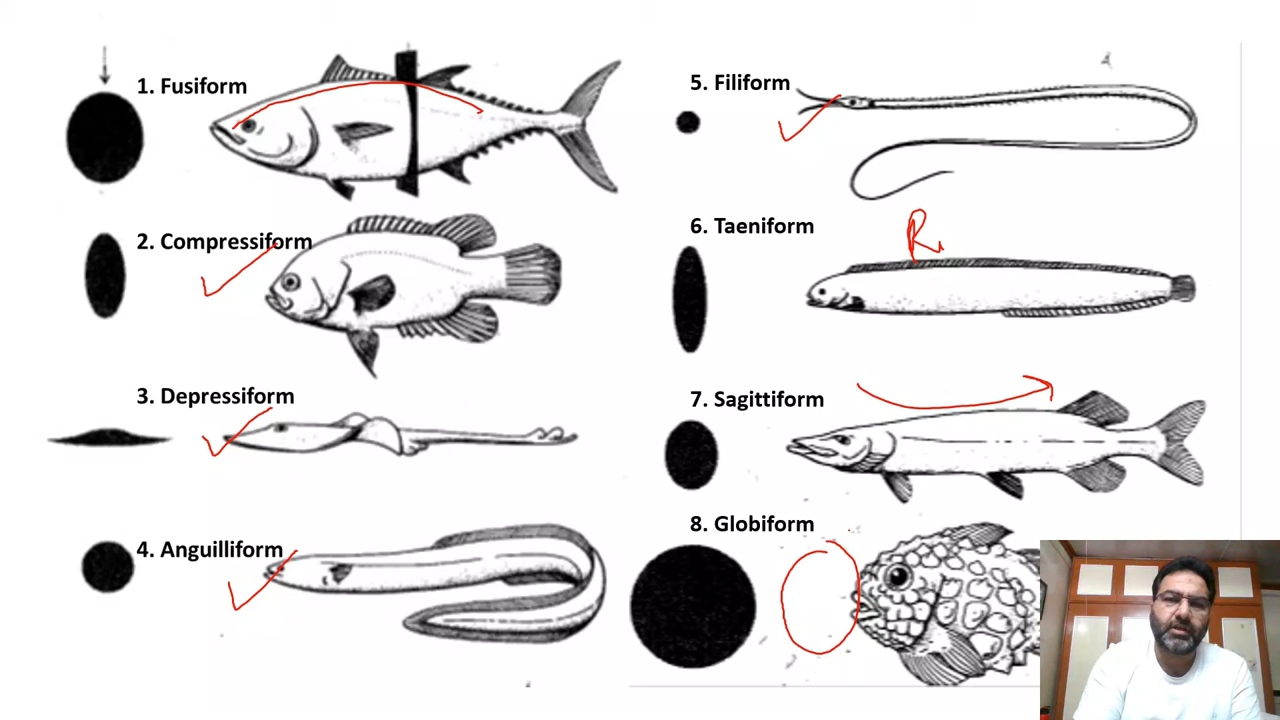 1. Fusiform
2. Compressiform
3. Depressiform
4. Anguilliform
5. Filiform
6. Taeniform
R
7. Sagittiform
8. Globiform